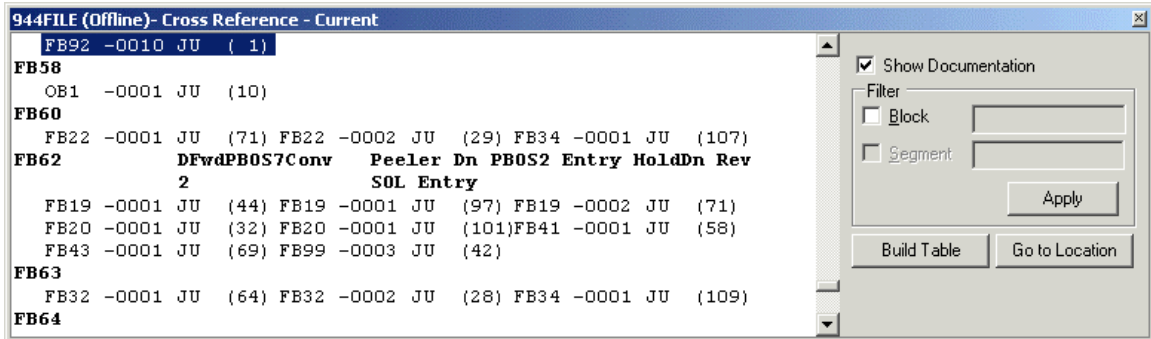 944FILE (Offline)- Cross Reference - Current
FB92 -0010 JU ( 1)
FB58
OB1 -0001 JU (10)
FB60
FB22 -0001 JU (71) FB22 -0002 JU (29) FB34 -0001 JU (107)
FB62 DFwdPB0S7Conv Peeler Dn PB0S2 Entry HoldDn Rev
2 SOL Entry
FB19 -0001 JU (44) FB19 -0001 JU (97) FB19 -0002 JU (71)
FB20 -0001 JU (32) FB20 -0001 JU (101)FB41 -0001 JU (58)
FB43 -0001 JU (69) FB99 -0003 JU (42)
FB63
FB32 -0001 JU (64) FB32 -0002 JU (28) FB34 -0001 JU (109)
FB64
Show Documentation
Filter
Block
Segment
Apply
Build Table Go to Location